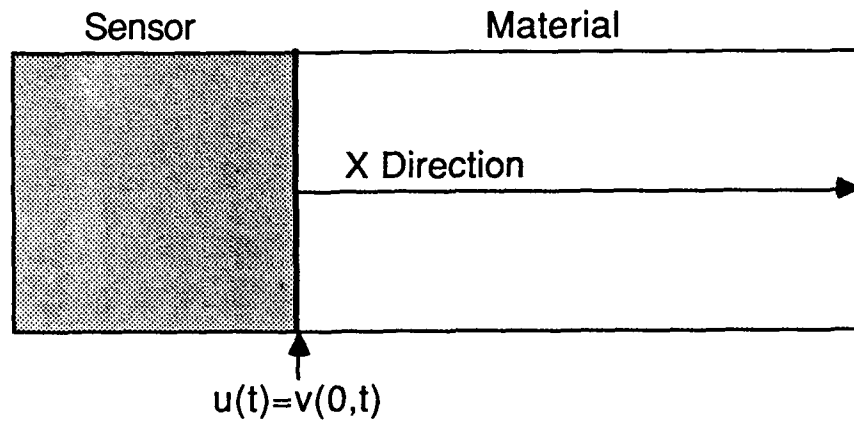 Sensor
Material
X Direction
u(t)=v(0,t)